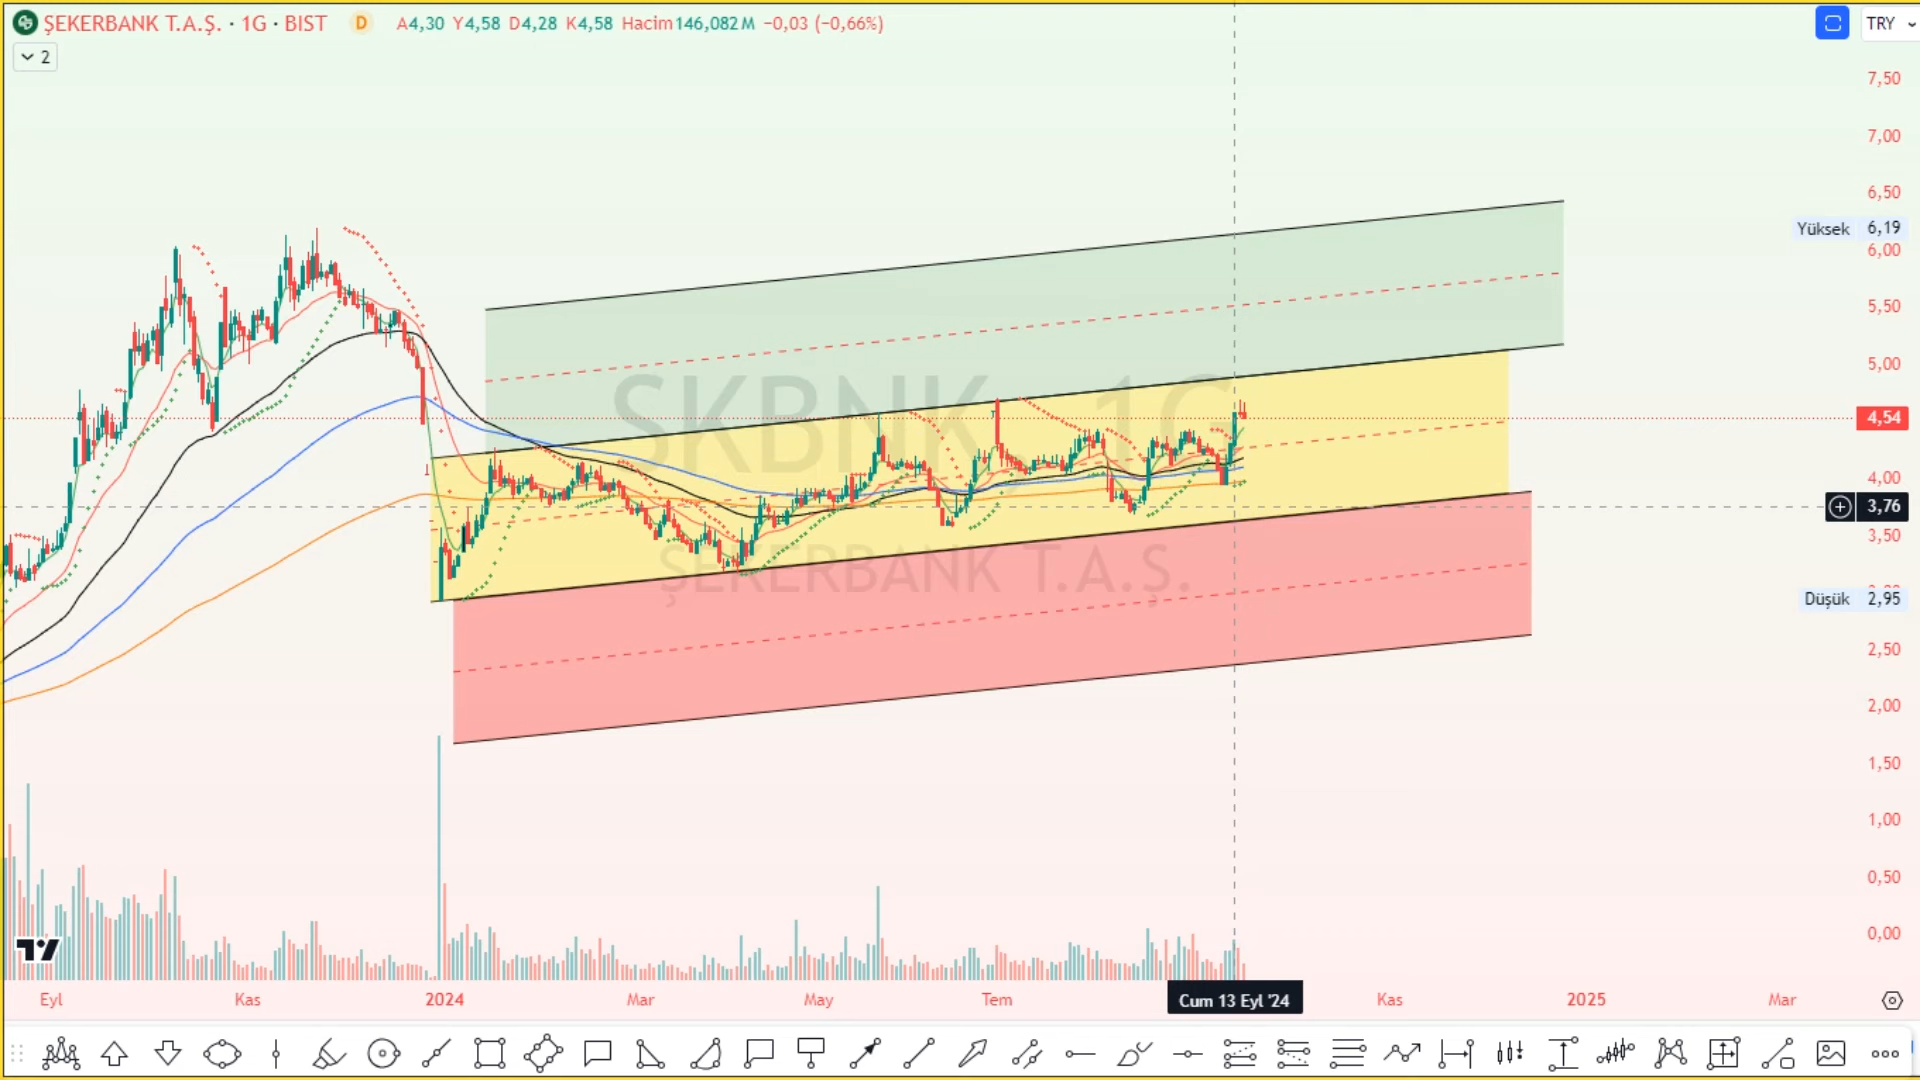 ŞEKERBANK T.A.Ş. · 1G · BIST D A4,30 Y4,58 D4,28 K4,58 Hacim146,082M −0,03 (−0,66%)
TRY
2
7,50
7,00
6,50
Yüksek 6,19
6,00
5,50
5,00
SKBNK, 1G
4,54
4,00
3,76
3,50
ŞEKERBANK T.A.Ş.
Düşük 2,95
2,50
2,00
1,50
1,00
0,50
0,00
Eyl Kas 2024 Mar May Tem Cum 13 Eyl '24 Kas 2025 Mar